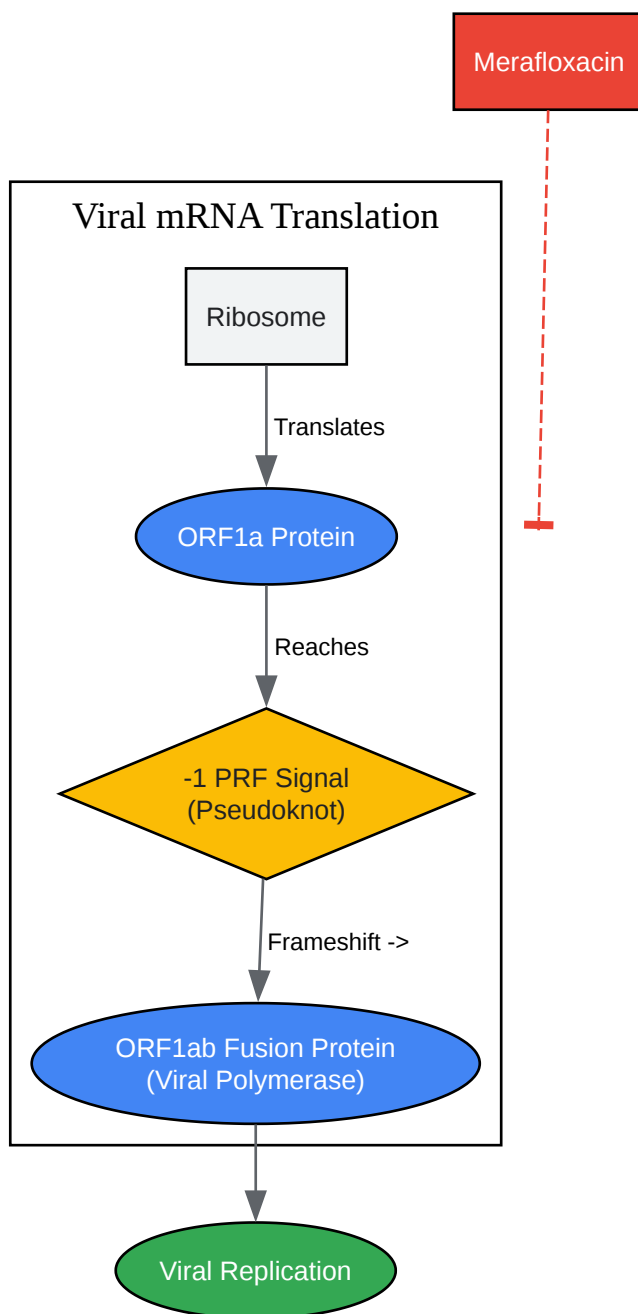 Merafloxacin
Viral mRNA Translation
Ribosome
Translates
ORF1a Protein
Reaches
-1 PRF Signal
(Pseudoknot)
Frameshift ->
ORF1ab Fusion Protein
(Viral Polymerase)
Viral Replication